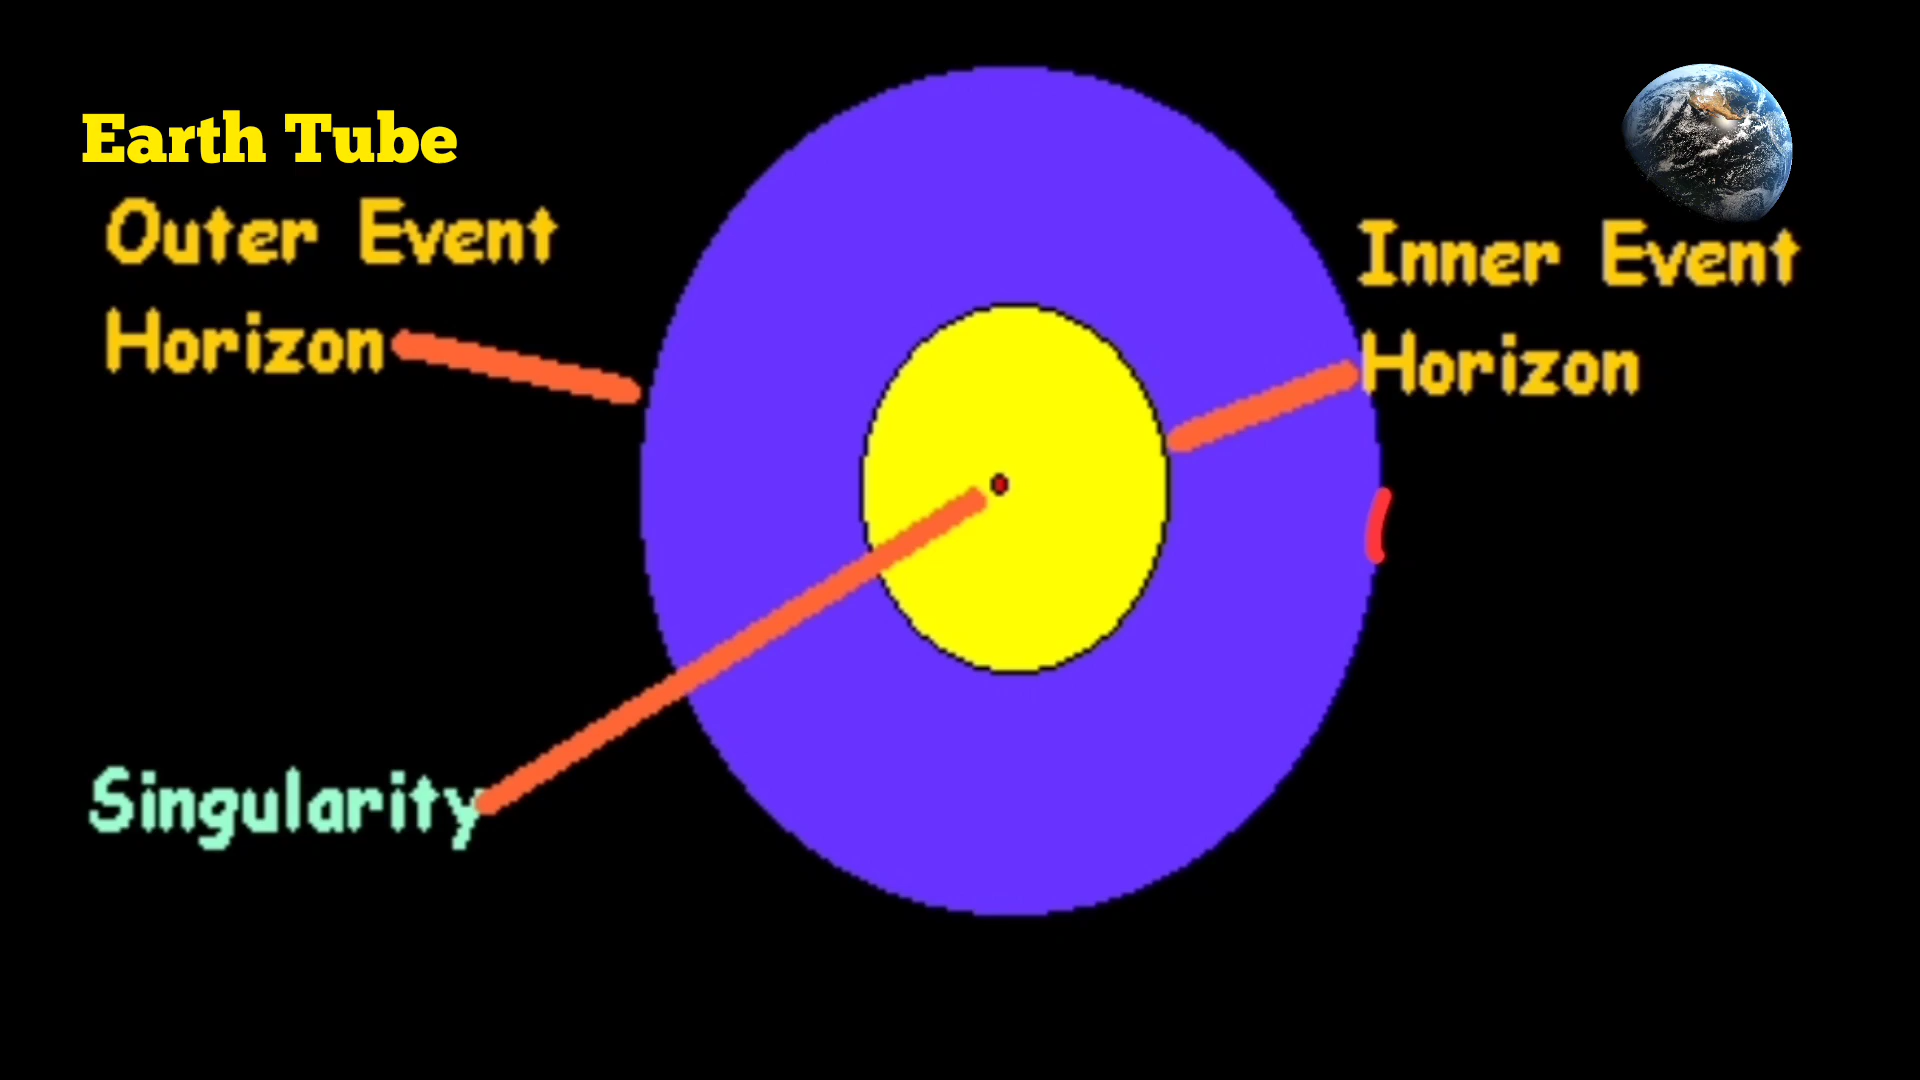 Earth Tube
Outer Event
Horizon
Inner Event
Horizon
Singularity